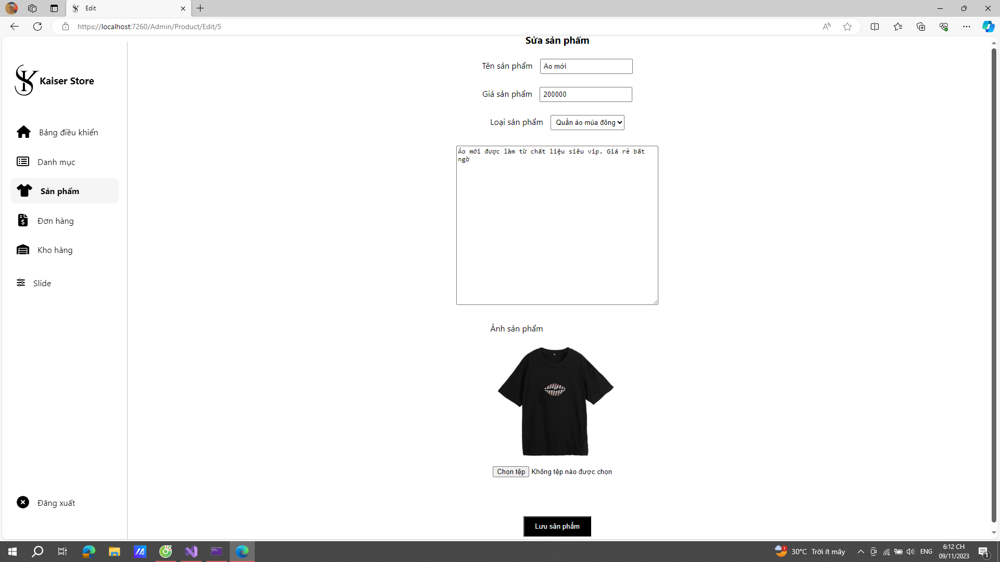 Edit
https://localhost:7260/Admin/Product/Edit/5
Kaiser Store
Bảng điều khiển
Danh mục
Sản phẩm
Đơn hàng
Kho hàng
Slide
Đăng xuất
Sửa sản phẩm
Tên sản phẩm Áo mới
Giá sản phẩm 200000
Loại sản phẩm Quần áo mùa đông
Áo mới được làm từ chất liệu siêu vip. Giá rẻ bất
ngờ
Ảnh sản phẩm
Chọn tệp Không tệp nào được chọn
Lưu sản phẩm
1 30°C Trời ít mây ENG 6:12 CH
09/11/2023 1